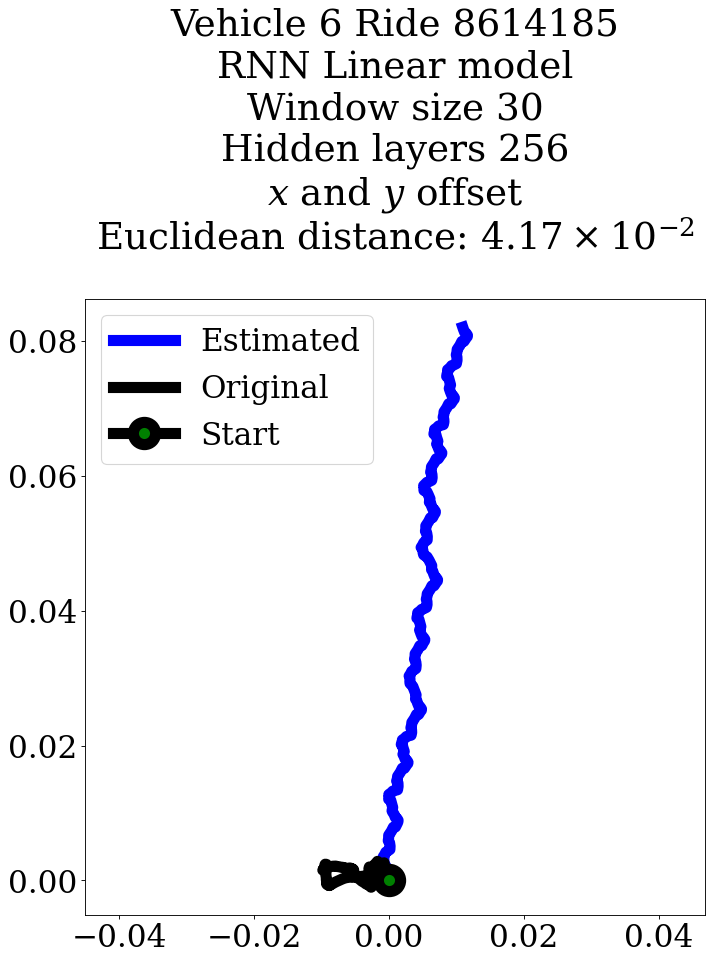 Vehicle 6 Ride 8614185
RNN Linear model
Window size 30
Hidden layers 256
x and y offset
Euclidean distance: 4.17 × 10⁻²
Estimated
Original
Start
0.08
0.06
0.04
0.02
0.00
−0.04 −0.02 0.00 0.02 0.04